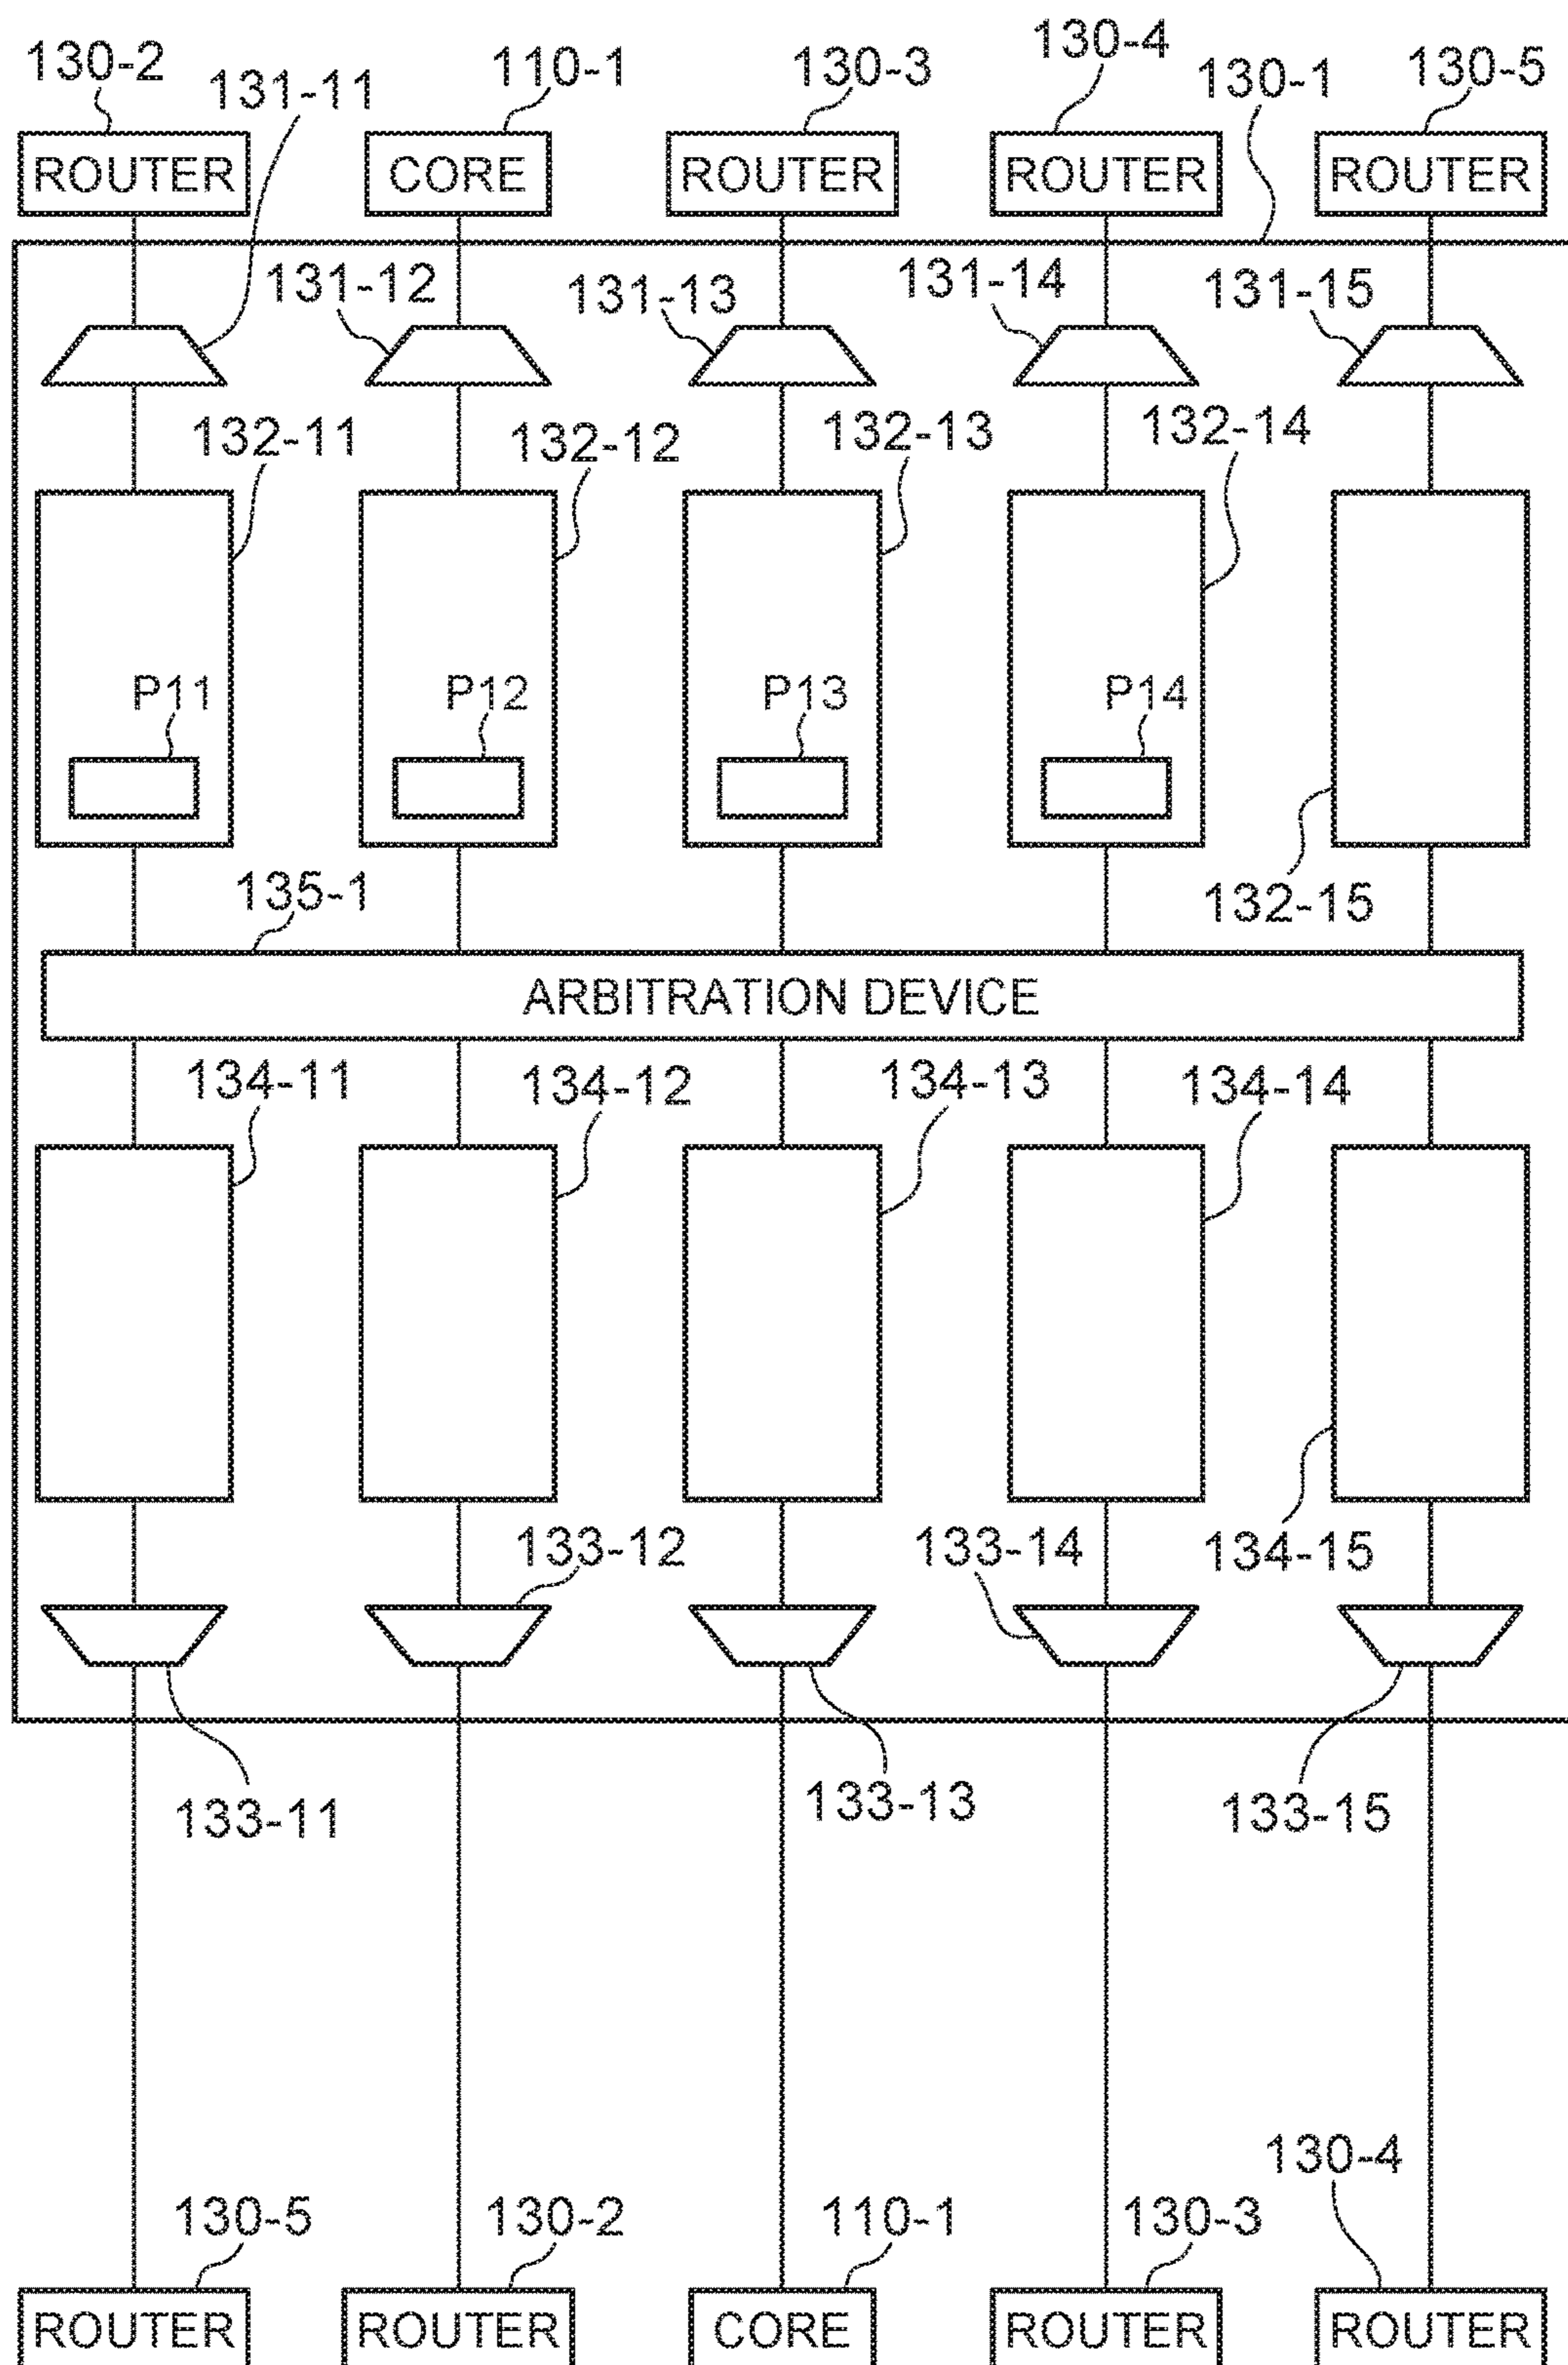 130-2 131-11 110-1 130-3 130-4 130-1 130-5
ROUTER CORE ROUTER ROUTER ROUTER
131-12 131-13 131-14 131-15
132-11 132-12 132-13 132-14
P11 P12 P13 P14
135-1 132-15
ARBITRATION DEVICE
134-11 134-12 134-13 134-14
133-12 133-14 134-15
133-11 133-13 133-15
130-5 130-2 110-1 130-3 130-4
ROUTER ROUTER CORE ROUTER ROUTER